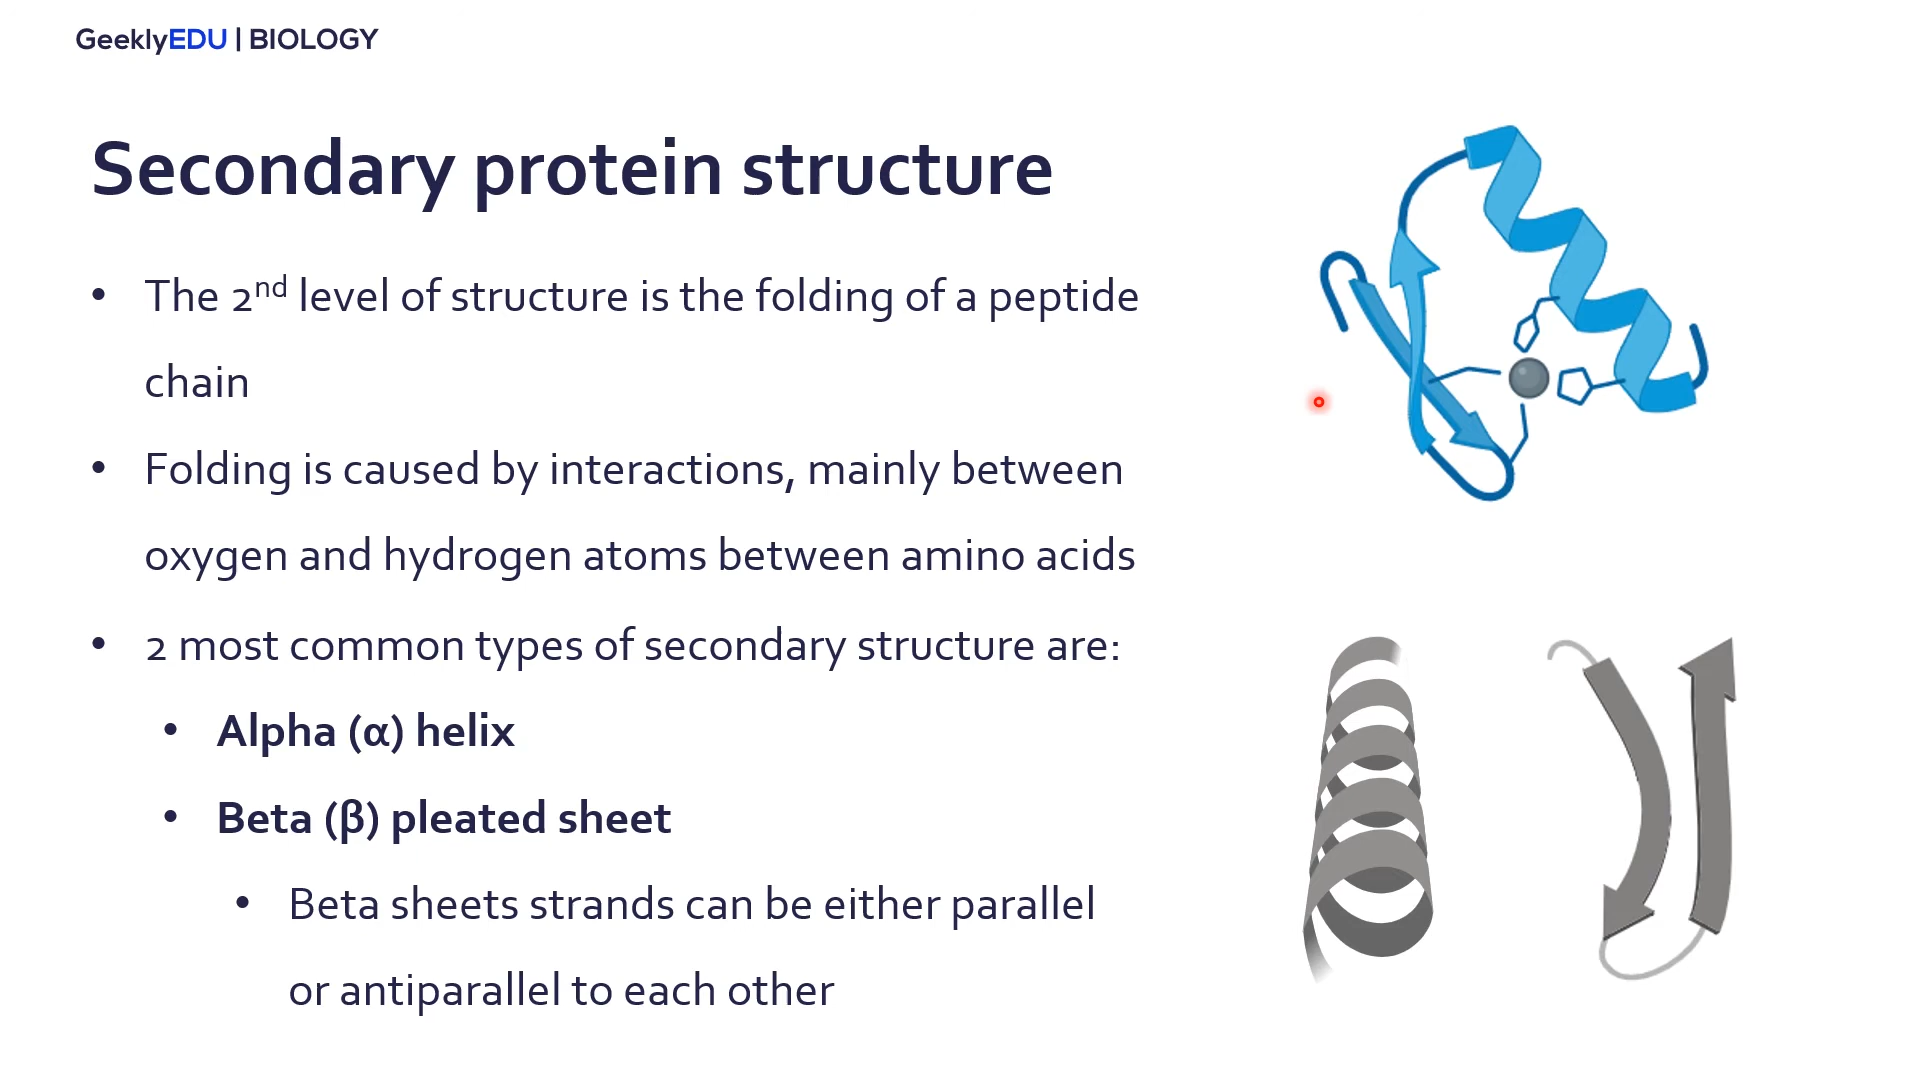 GeeklyEDU | BIOLOGY
Secondary protein structure
• The 2nd level of structure is the folding of a peptide
chain
• Folding is caused by interactions, mainly between
oxygen and hydrogen atoms between amino acids
• 2 most common types of secondary structure are:
• Alpha (α) helix
• Beta (β) pleated sheet
• Beta sheets strands can be either parallel
or antiparallel to each other